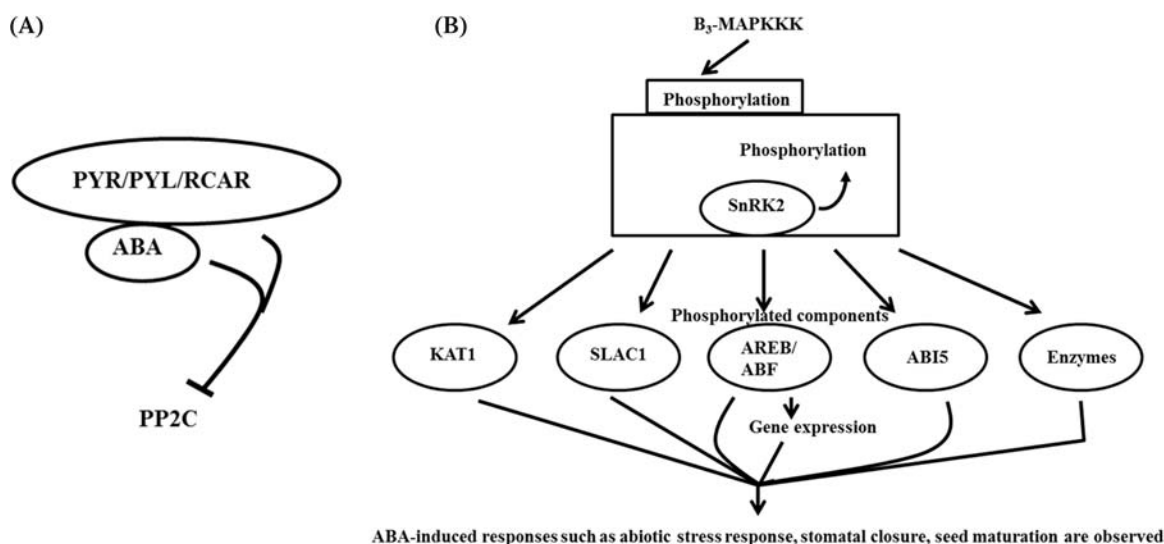 (A)
PYR/PYL/RCAR
ABA
PP2C
(B)
B₃-MAPKKK
Phosphorylation
Phosphorylation
SnRK2
Phosphorylated components
KAT1
SLAC1
AREB/
ABF
ABI5
Enzymes
Gene expression
ABA-induced responses such as abiotic stress response, stomatal closure, seed maturation are observed